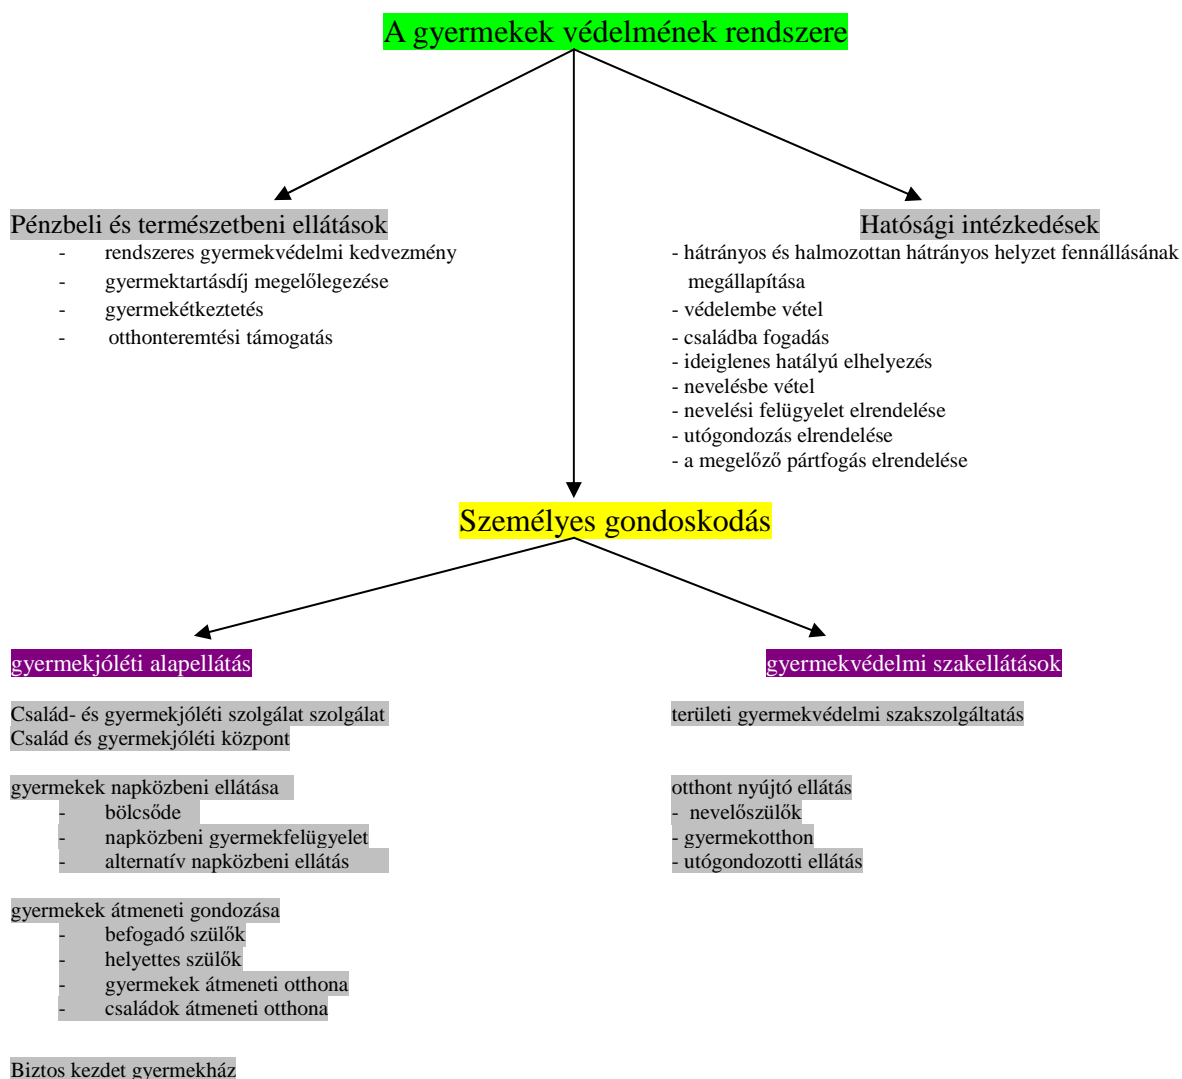 A gyermekek védelmének rendszere
Pénzbeli és természetbeni ellátások
- rendszeres gyermekvédelmi kedvezmény
- gyermektartásdíj megelőlegezése
- gyermekétkeztetés
- otthonteremtési támogatás
Hatósági intézkedések
- hátrányos és halmozottan hátrányos helyzet fennállásának
megállapítása
- védelembe vétel
- családba fogadás
- ideiglenes hatályú elhelyezés
- nevelésbe vétel
- nevelési felügyelet elrendelése
- utógondozás elrendelése
- a megelőző pártfogás elrendelése
Személyes gondoskodás
gyermekjóléti alapellátás
Család- és gyermekjóléti szolgálat szolgálat
Család és gyermekjóléti központ
gyermekek napközbeni ellátása
- bölcsőde
- napközbeni gyermekfelügyelet
- alternatív napközbeni ellátás
gyermekek átmeneti gondozása
- befogadó szülők
- helyettes szülők
- gyermekek átmeneti otthona
- családok átmeneti otthona
Biztos kezdet gyermekház
gyermekvédelmi szakellátások
területi gyermekvédelmi szakszolgáltatás
otthont nyújtó ellátás
- nevelőszülők
- gyermekotthon
- utógondozotti ellátás